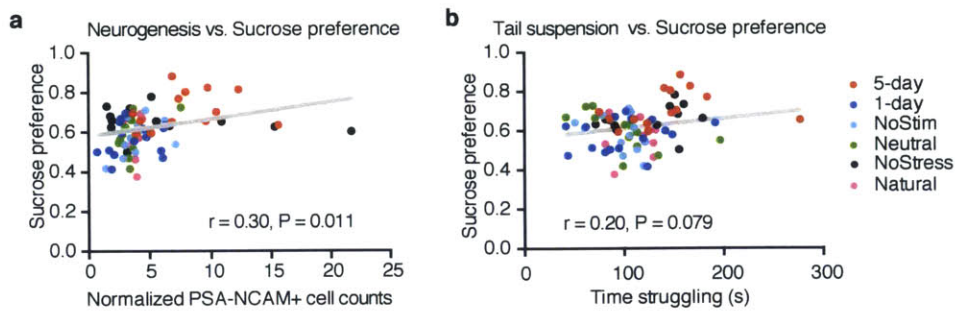 a
Neurogenesis vs. Sucrose preference
1.0
0.8
0.6
0.4
0.2
0.0
Sucrose preference
r = 0.30, P = 0.011
0 5 10 15 20 25
Normalized PSA-NCAM+ cell counts
b
Tail suspension vs. Sucrose preference
1.0
0.8
0.6
0.4
0.2
0.0
Sucrose preference
r = 0.20, P = 0.079
0 100 200 300
Time struggling (s)
5-day
1-day
NoStim
Neutral
NoStress
Natural